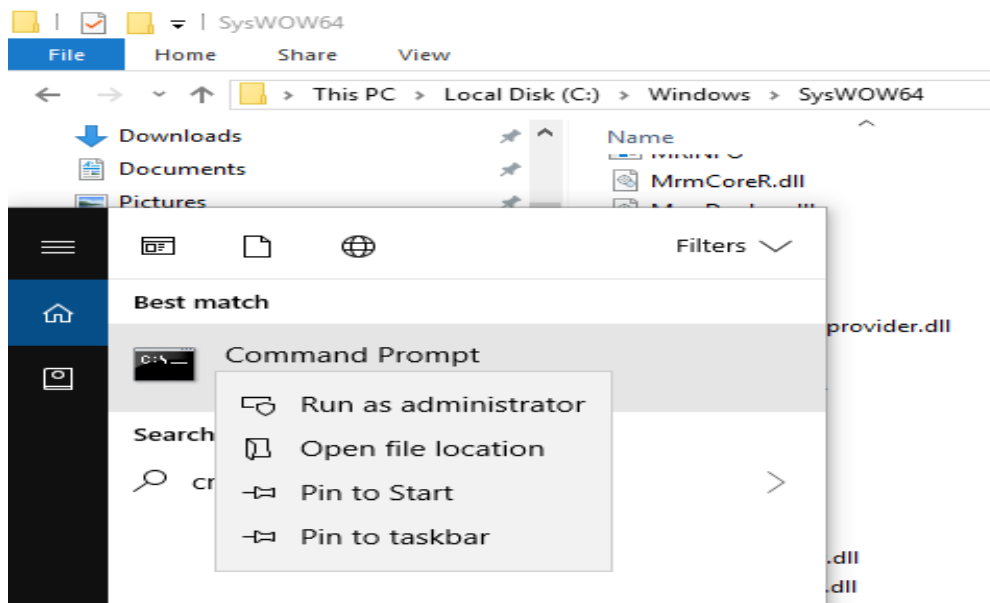 SysWOW64
File Home Share View
This PC > Local Disk (C:) > Windows > SysWOW64
Downloads
Documents
Pictures
Name
MrmCoreR.dll
Filters
Best match
provider.dll
C:\
Command Prompt
Run as administrator
Search
Open file location
cr
Pin to Start
Pin to taskbar
.dll
.dll